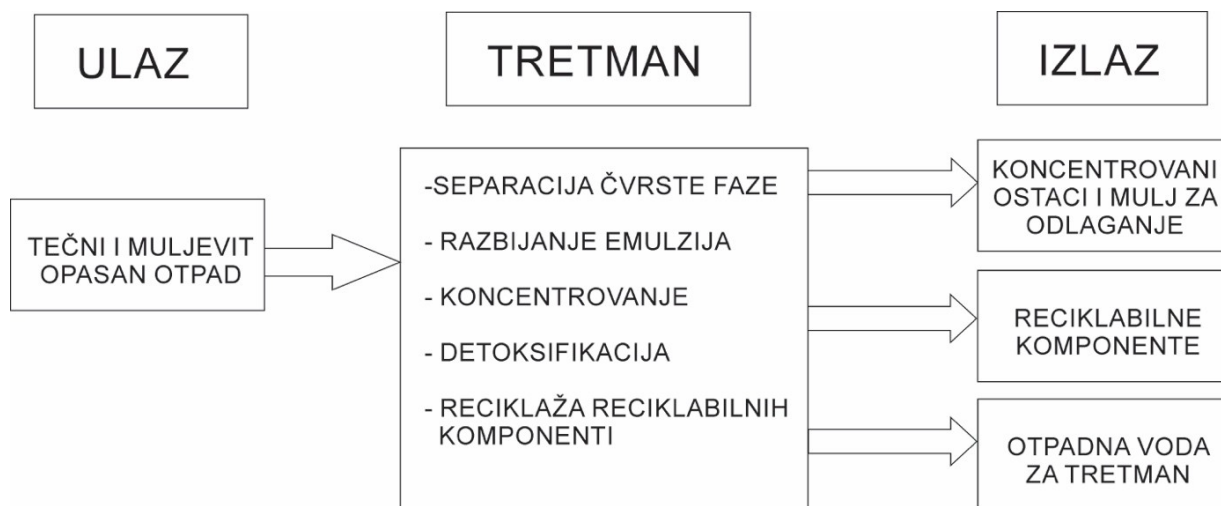 ULAZ
TRETMAN
IZLAZ
TEČNI I MULJEVIT
OPASAN OTPAD
-SEPARACIJA ČVRSTE FAZE
- RAZBIJANJE EMULZIJA
- KONCENTROVANJE
- DETOKSIFIKACIJA
- RECIKLAŽA RECIKLABILNIH
KOMPONENTI
KONCENTROVANI
OSTACI I MULJ ZA
ODLAGANJE
RECIKLABILNE
KOMPONENTE
OTPADNA VODA
ZA TRETMAN